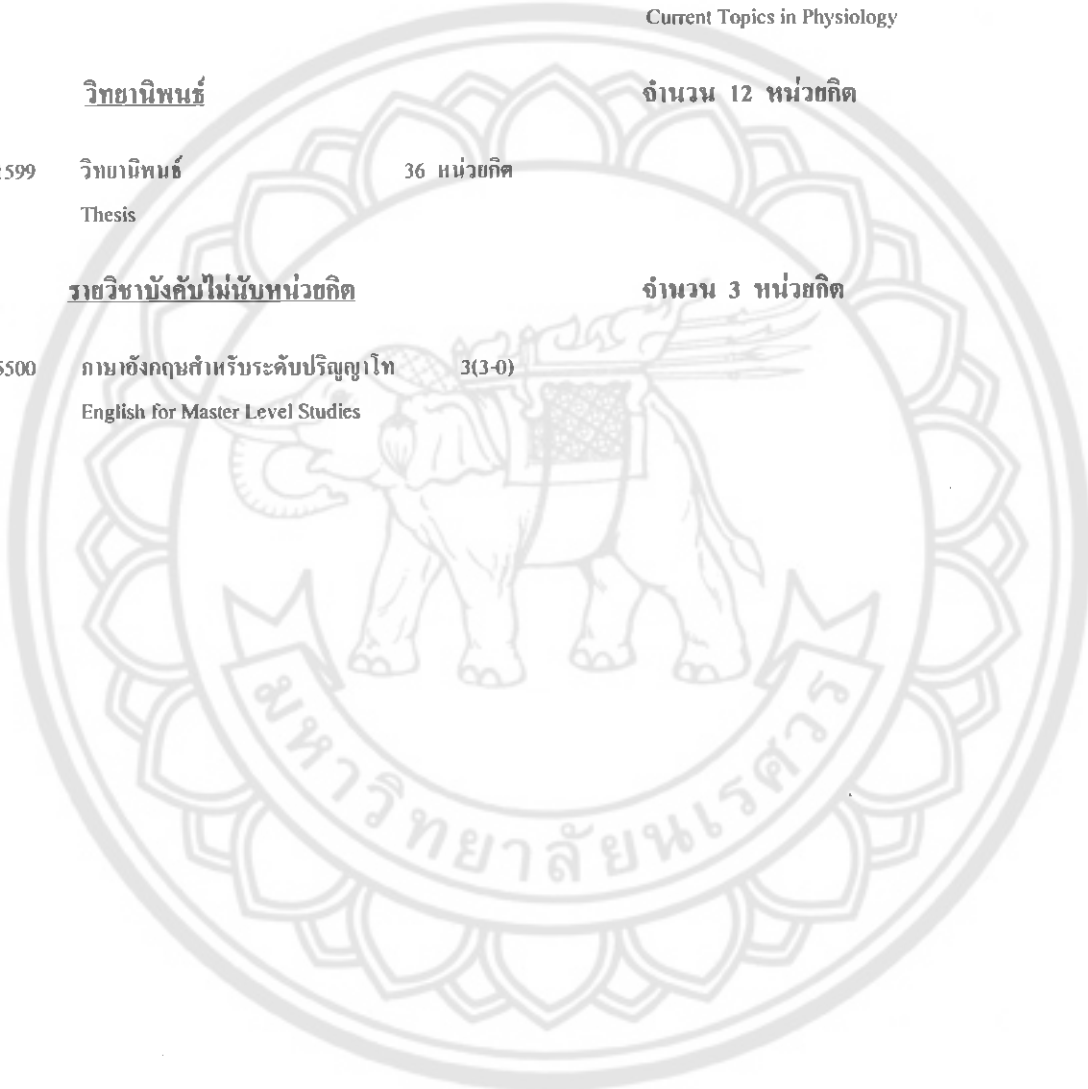 Current Topics in Physiology
วิทยานิพนธ์ จำนวน 12 หน่วยกิต
599 วิทยานิพนธ์ 36 หน่วยกิต
Thesis
รายวิชาบังคับไม่นับหน่วยกิต จำนวน 3 หน่วยกิต
5500 ภาษาอังกฤษสำหรับระดับปริญญาโท 3(3-0)
English for Master Level Studies
มหาวิทยาลัยนเรศวร